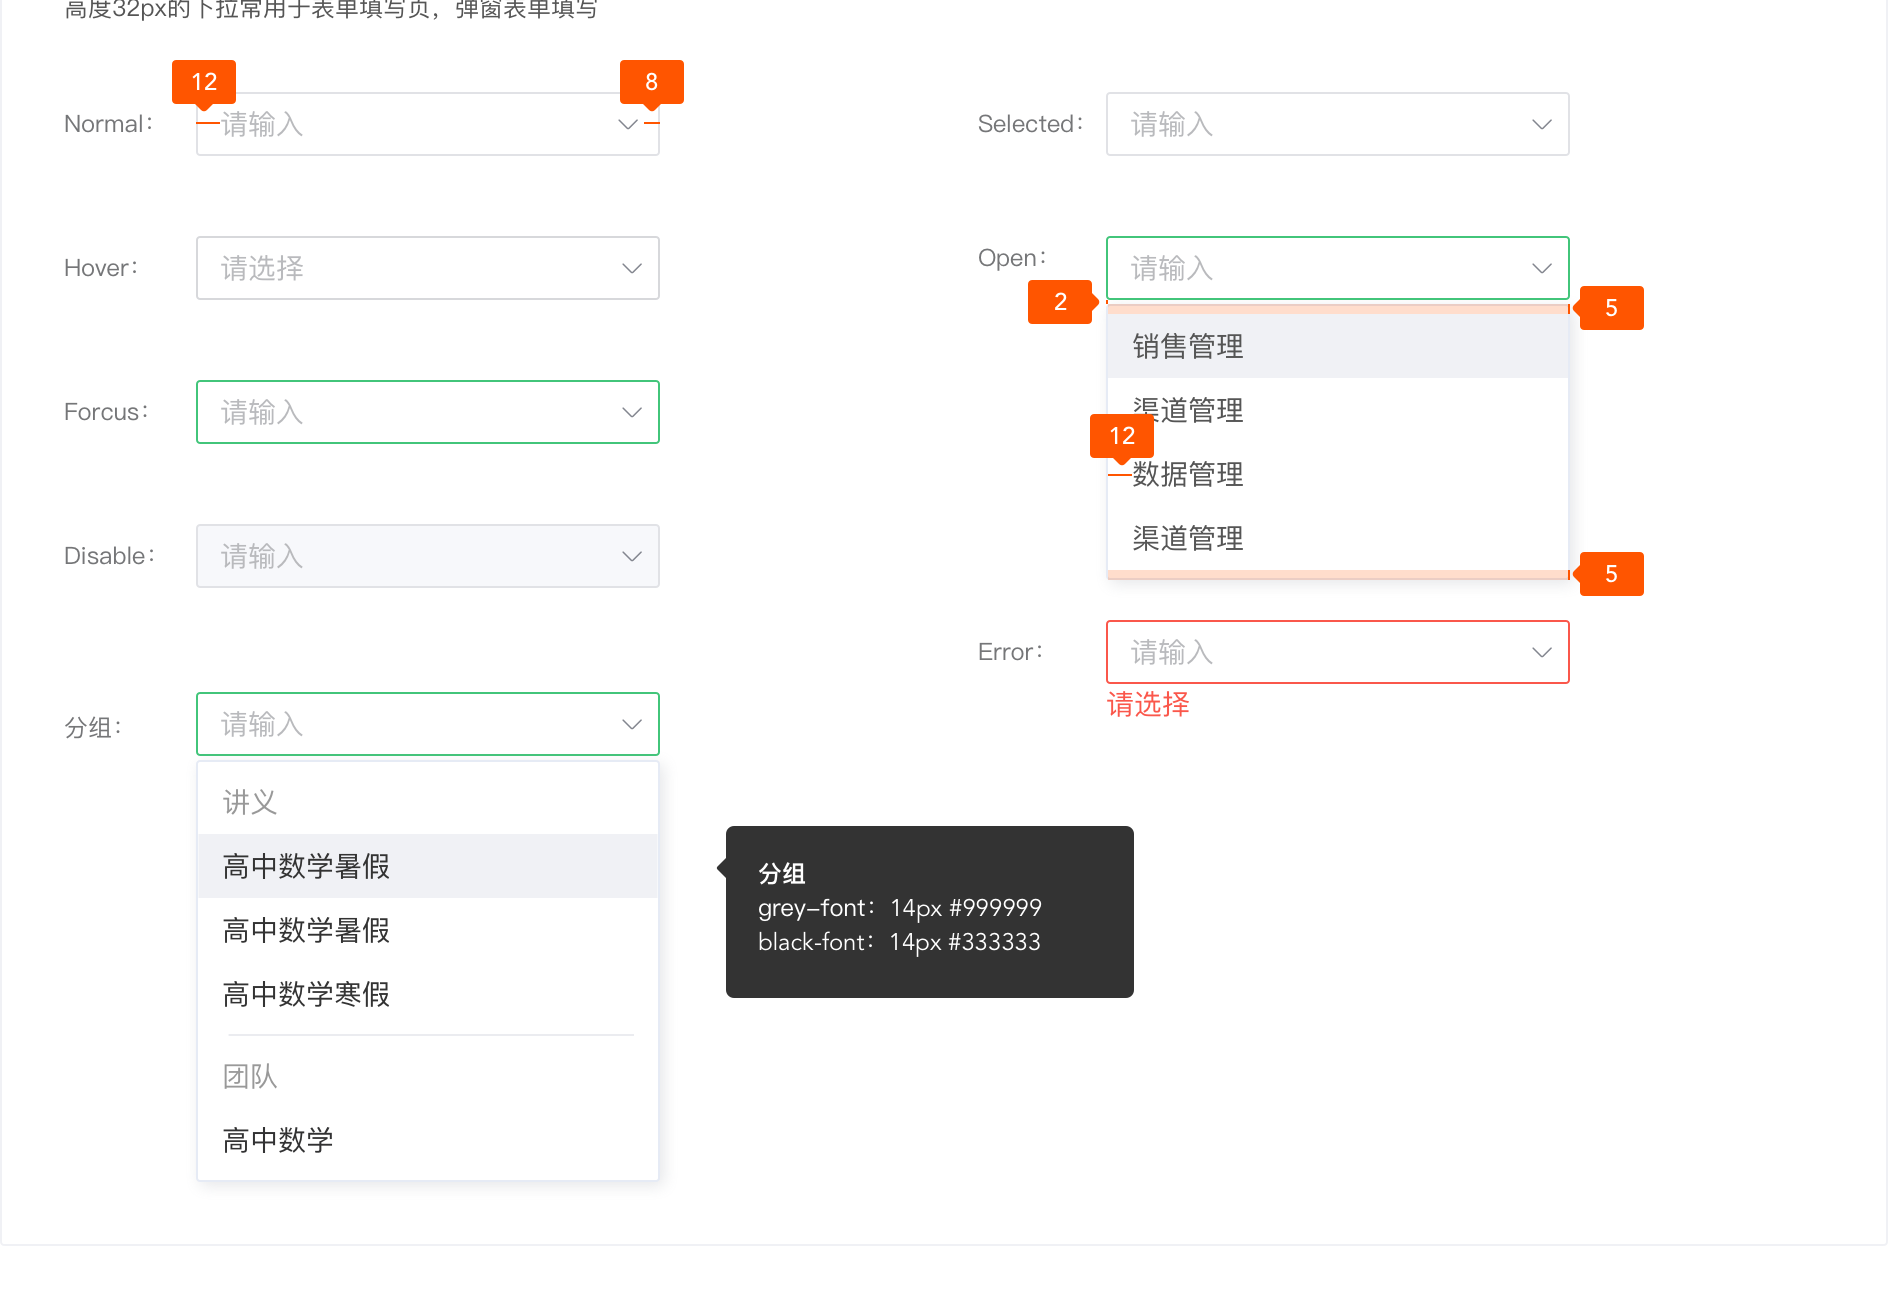 高度32px的下拉常用于表单填写页，弹窗表单填写
12
8
Normal：
请输入
Selected：
请输入
Hover：
请选择
Open：
请输入
2
5
销售管理
渠道管理
12
数据管理
渠道管理
5
Forcus：
请输入
Disable：
请输入
Error：
请输入
请选择
分组：
请输入
讲义
高中数学暑假
高中数学暑假
高中数学寒假
团队
高中数学
分组
grey–font：14px #999999
black-font：14px #333333